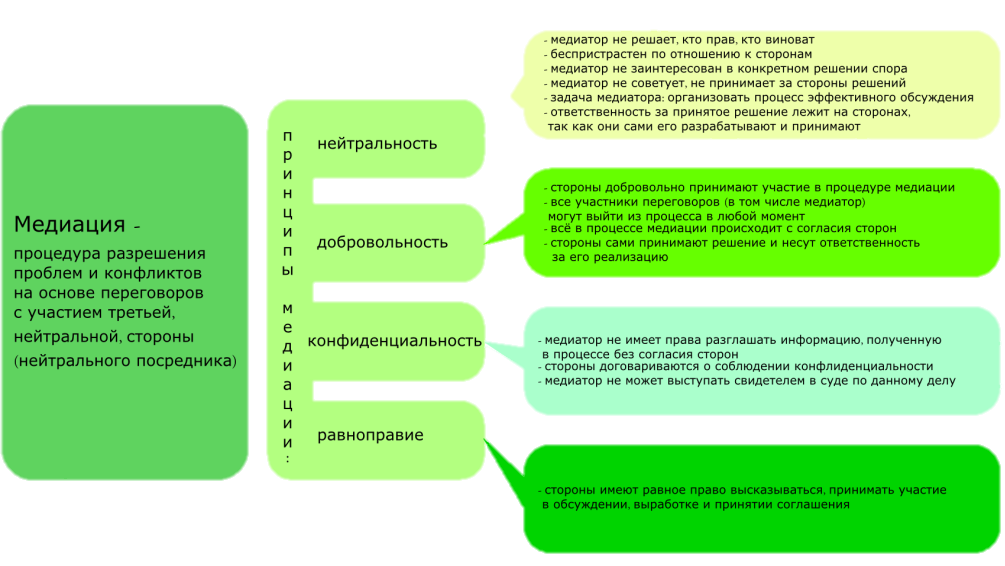 Медиация -
процедура разрешения
проблем и конфликтов
на основе переговоров
с участием третьей,
нейтральной, стороны
(нейтрального посредника)
принципы медиации:
нейтральность
- медиатор не решает, кто прав, кто виноват
- беспристрастен по отношению к сторонам
- медиатор не заинтересован в конкретном решении спора
- медиатор не советует, не принимает за стороны решений
- задача медиатора: организовать процесс эффективного обсуждения
- ответственность за принятое решение лежит на сторонах,
так как они сами его разрабатывают и принимают
добровольность
- стороны добровольно принимают участие в процедуре медиации
- все участники переговоров (в том числе медиатор)
могут выйти из процесса в любой момент
- всё в процессе медиации происходит с согласия сторон
- стороны сами принимают решение и несут ответственность
за его реализацию
конфиденциальность
- медиатор не имеет права разглашать информацию, полученную
в процессе без согласия сторон
- стороны договариваются о соблюдении конфлиденциальности
- медиатор не может выступать свидетелем в суде по данному делу
равноправие
- стороны имеют равное право высказываться, принимать участие
в обсуждении, выработке и принятии соглашения